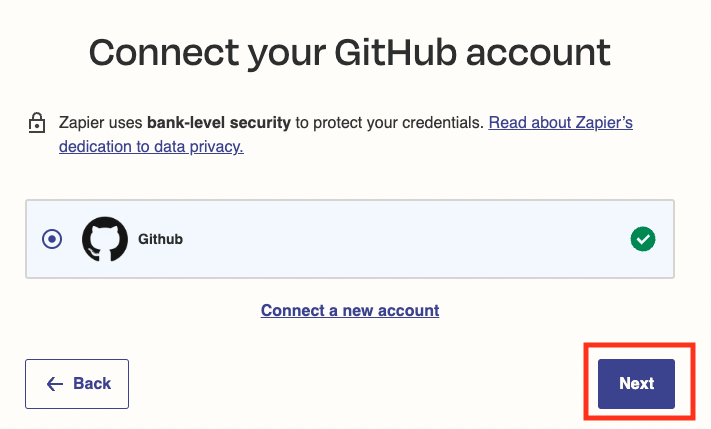 Connect your GitHub account
Zapier uses bank-level security to protect your credentials. Read about Zapier’s
dedication to data privacy.
Github
Connect a new account
← Back
Next